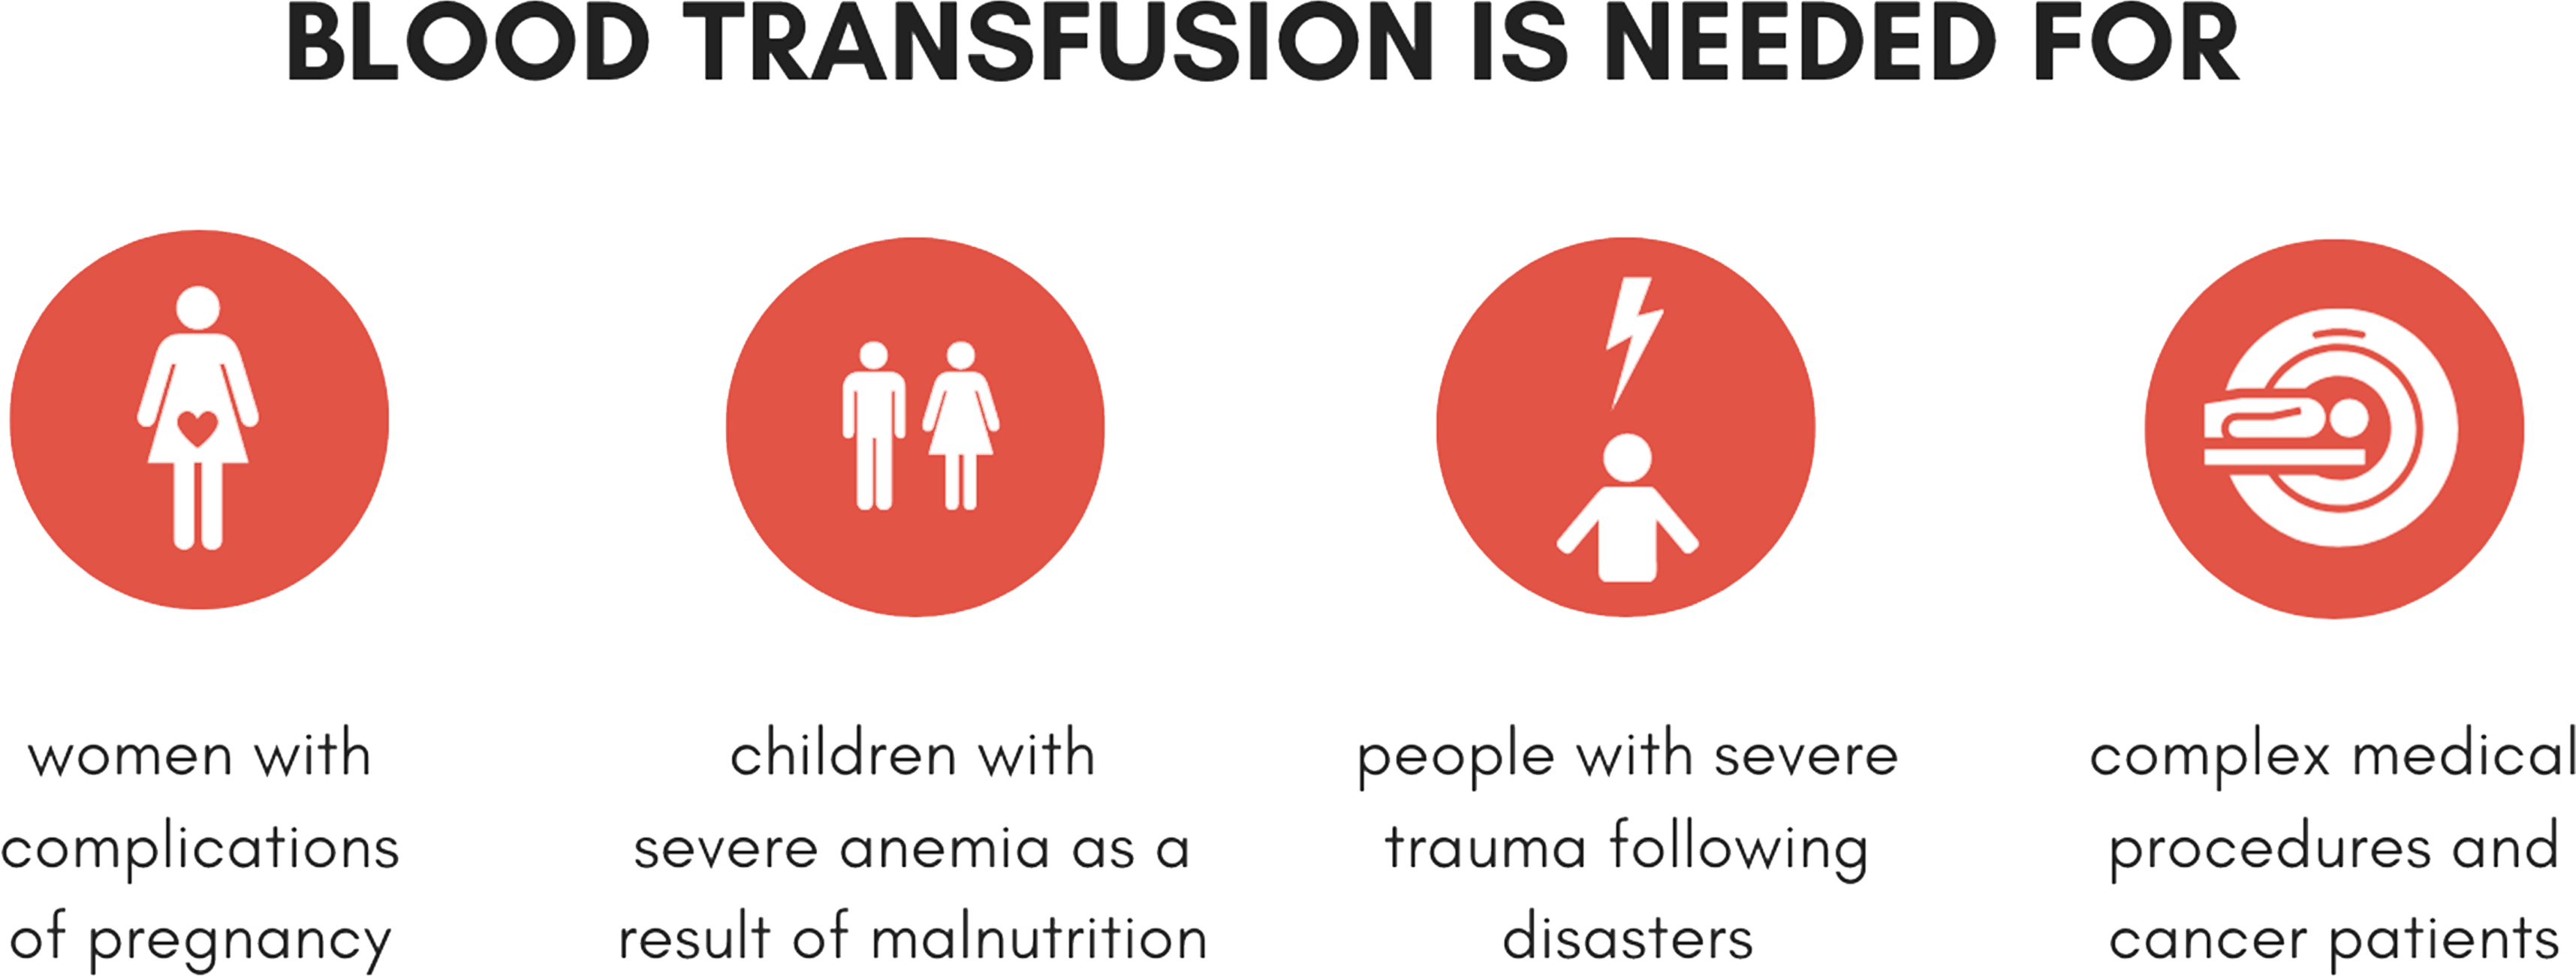 BLOOD TRANSFUSION IS NEEDED FOR
women with
complications
of pregnancy
children with
severe anemia as a
result of malnutrition
people with severe
trauma following
disasters
complex medical
procedures and
cancer patients